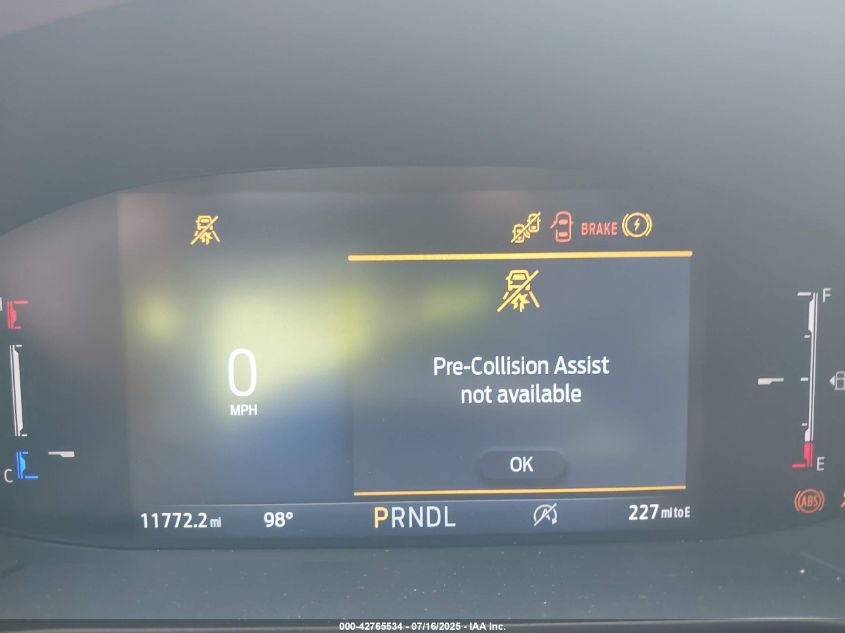 BRAKE
Pre-Collision Assist
not available
0
MPH
OK
F
C
E
11772.2 mi 98° PRNDL 227 mi to E
ABS
000-42765534 - 07/16/2025 - IAA Inc.